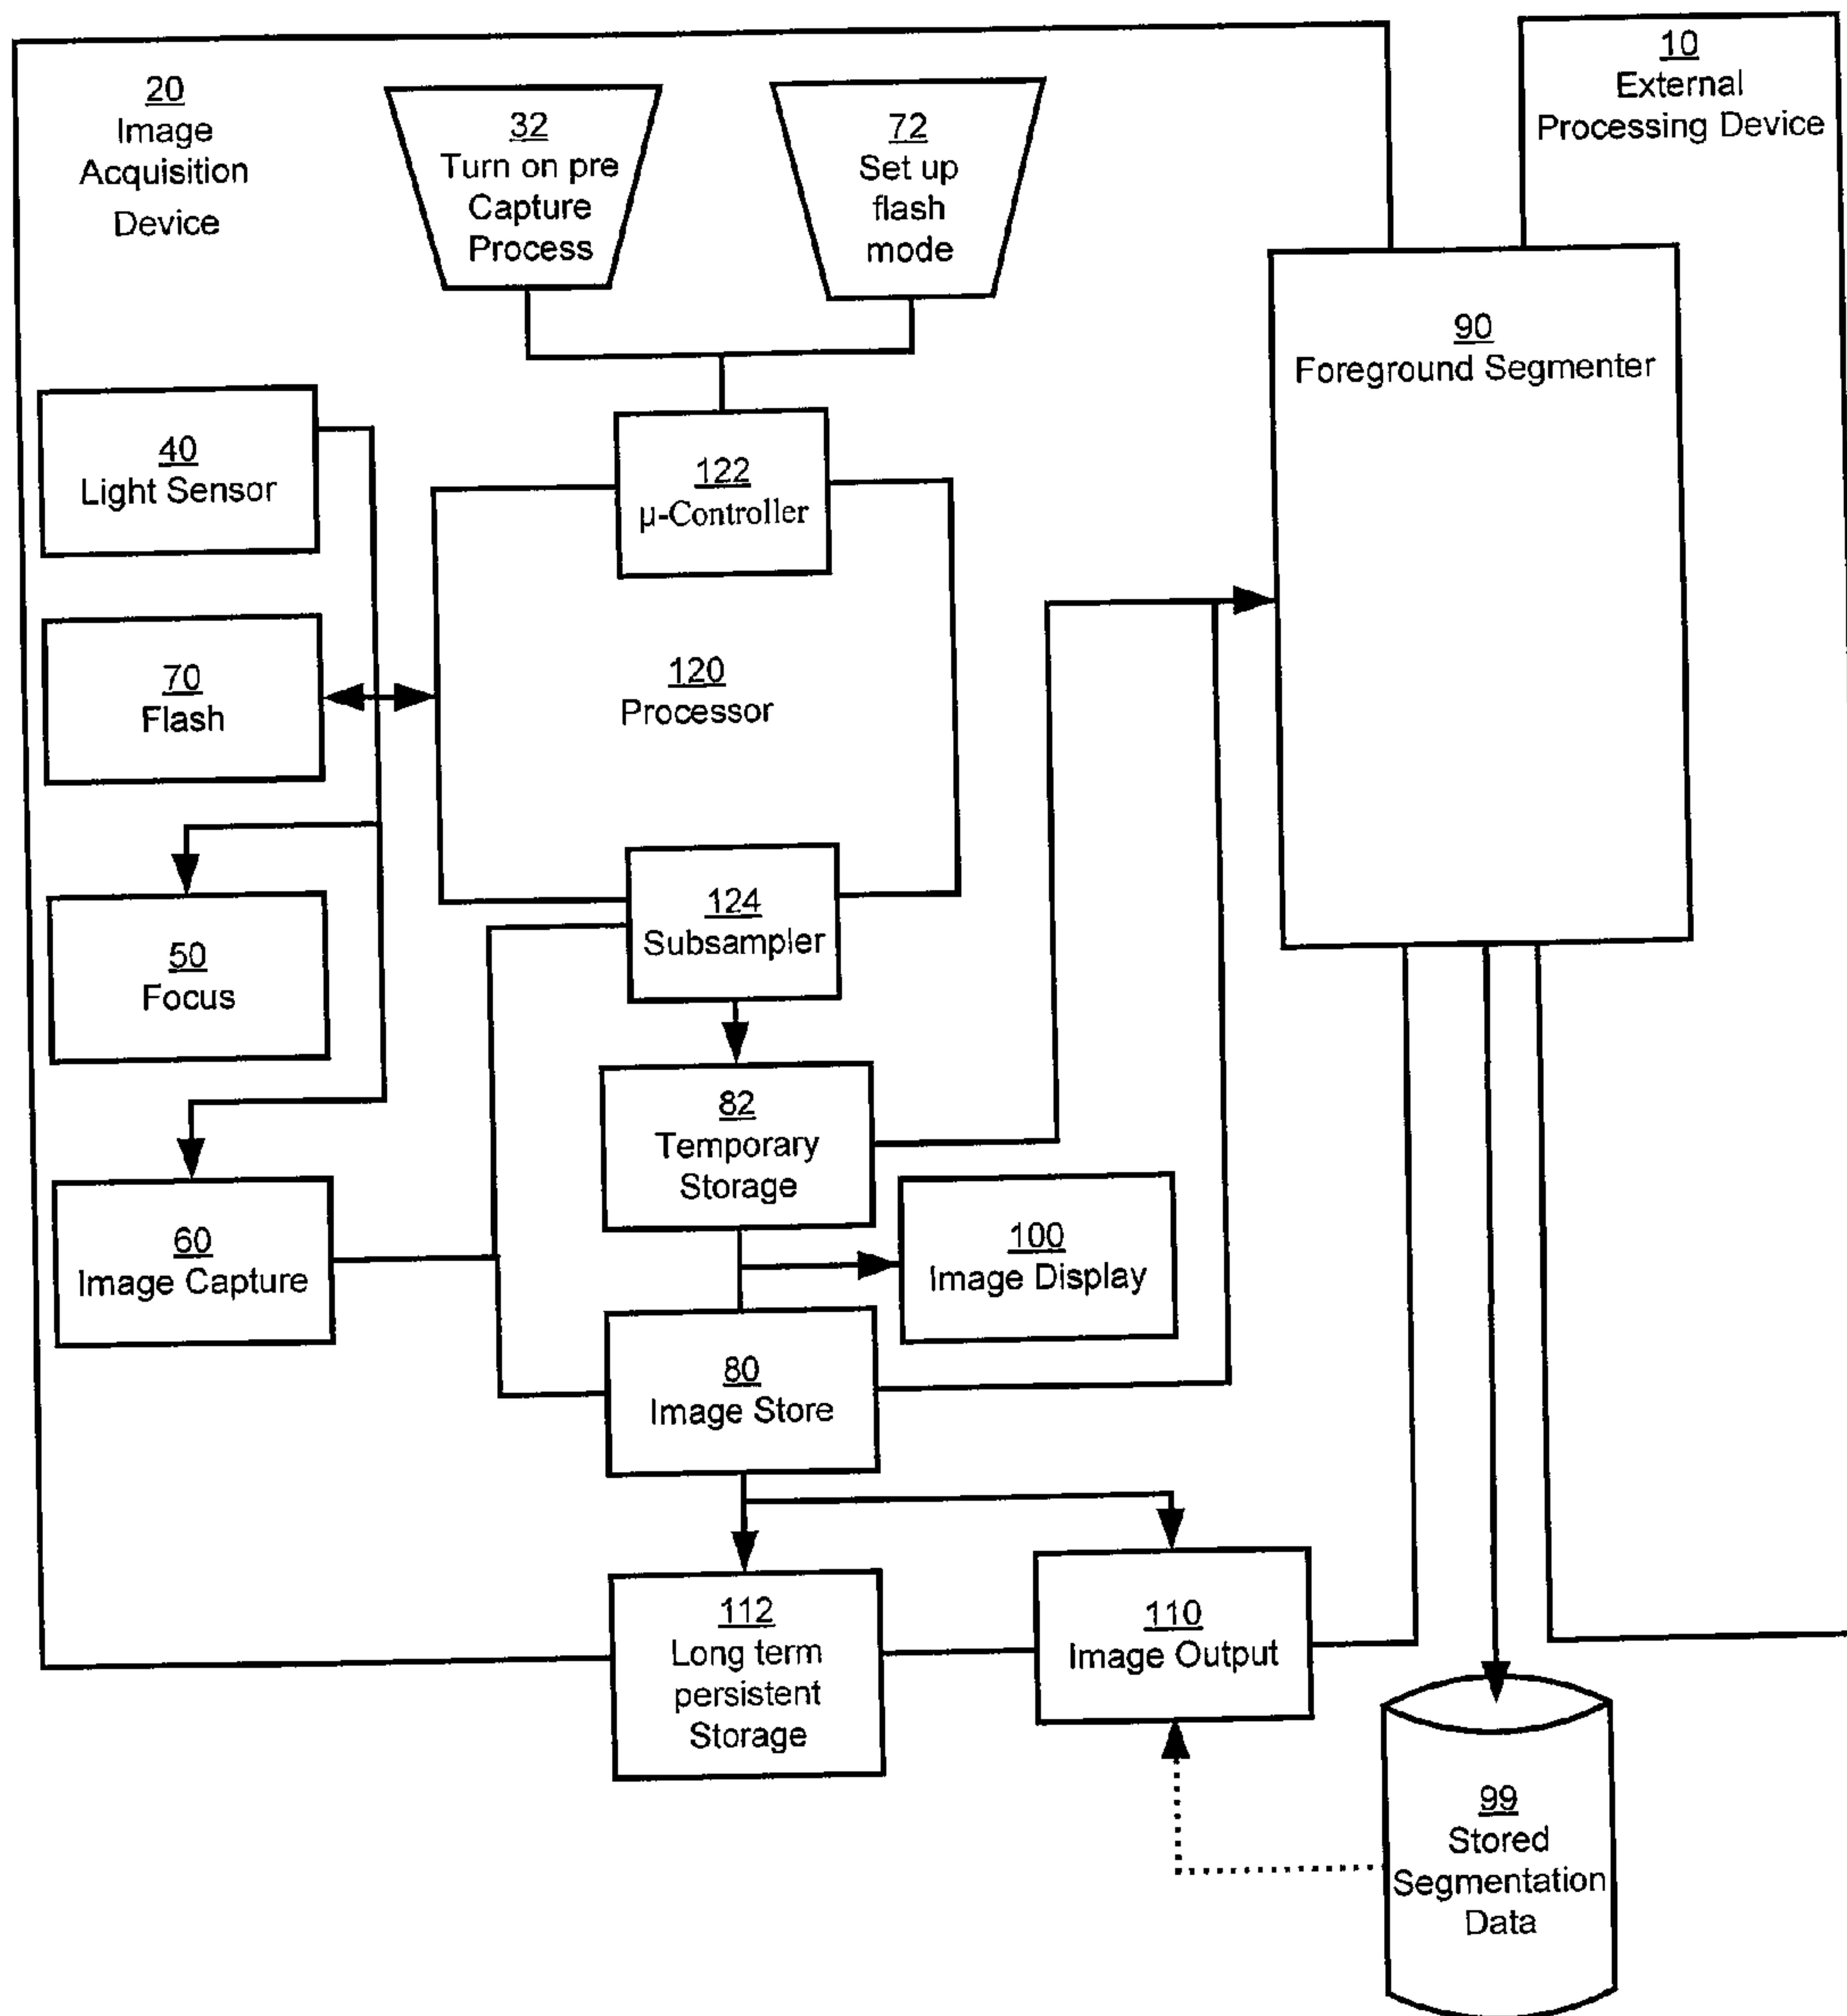 20
Image
Acquisition
Device
32
Turn on pre
Capture
Process
72
Set up
flash
mode
10
External
Processing Device
90
Foreground Segmenter
40
Light Sensor
122
µ-Controller
70
Flash
120
Processor
50
Focus
124
Subsampler
82
Temporary
Storage
60
Image Capture
100
Image Display
80
Image Store
112
Long term
persistent
Storage
110
Image Output
99
Stored
Segmentation
Data